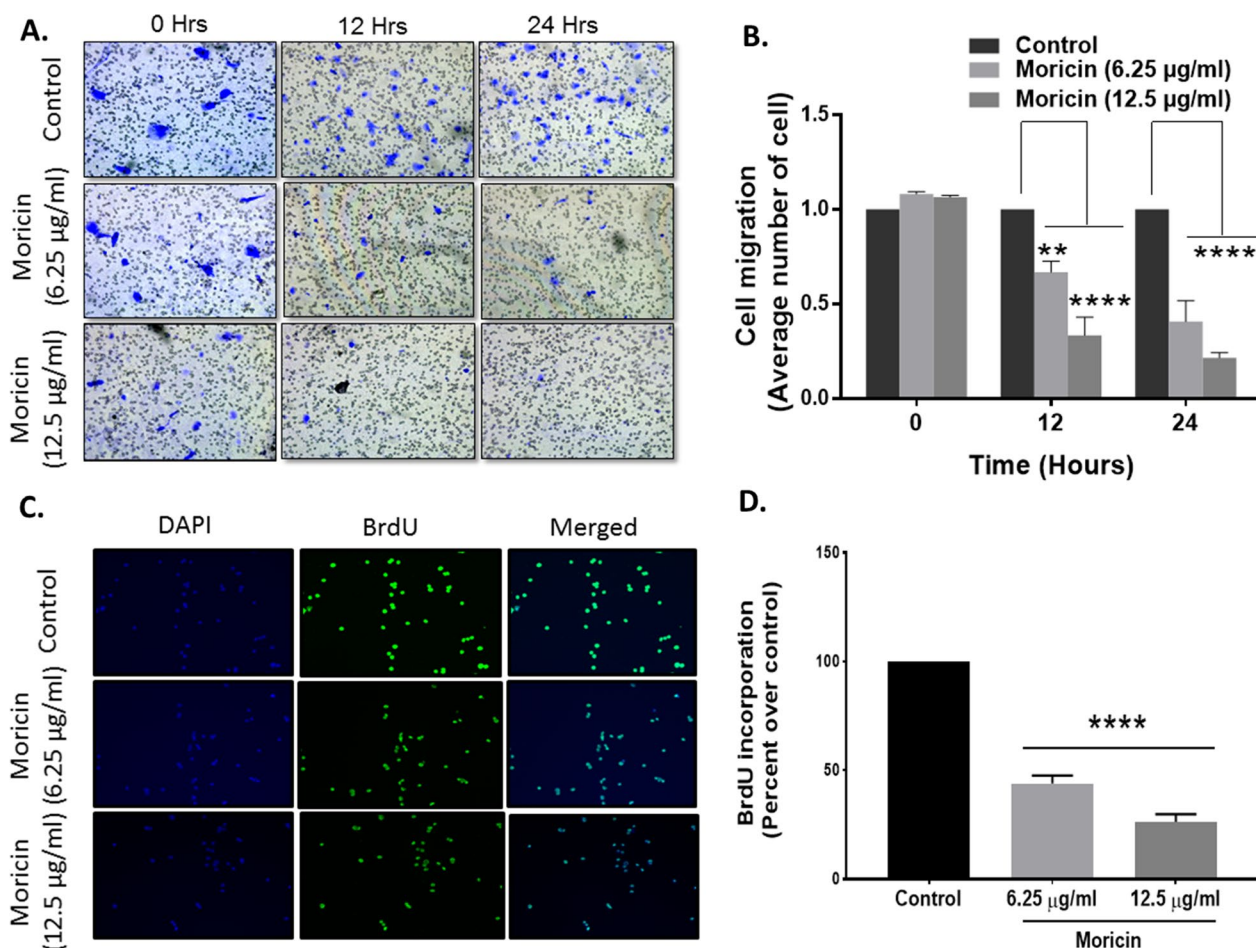 A.
0 Hrs
12 Hrs
24 Hrs
Control
Moricin
(6.25 µg/ml)
Moricin
(12.5 µg/ml)
B.
Control
Moricin (6.25 µg/ml)
Moricin (12.5 µg/ml)
Cell migration
(Average number of cell)
1.5
1.0
0.5
0.0
**
****
****
0
12
24
Time (Hours)
C.
DAPI
BrdU
Merged
Control
Moricin
(6.25 µg/ml)
Moricin
(12.5 µg/ml)
D.
BrdU incorporation
(Percent over control)
150
100
50
0
****
Control
6.25 µg/ml
12.5 µg/ml
Moricin